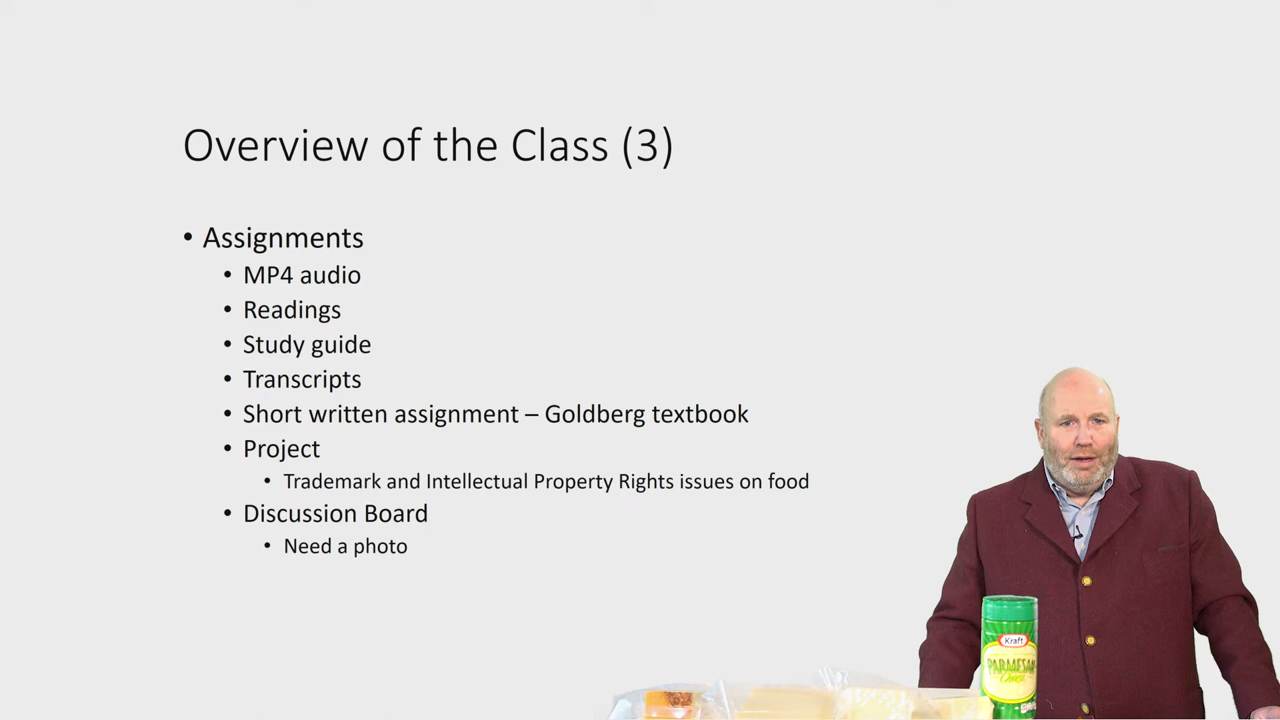 Overview of the Class (3)
• Assignments
• MP4 audio
• Readings
• Study guide
• Transcripts
• Short written assignment – Goldberg textbook
• Project
• Trademark and Intellectual Property Rights issues on food
• Discussion Board
• Need a photo
Kraft
PARMESAN
Cheese